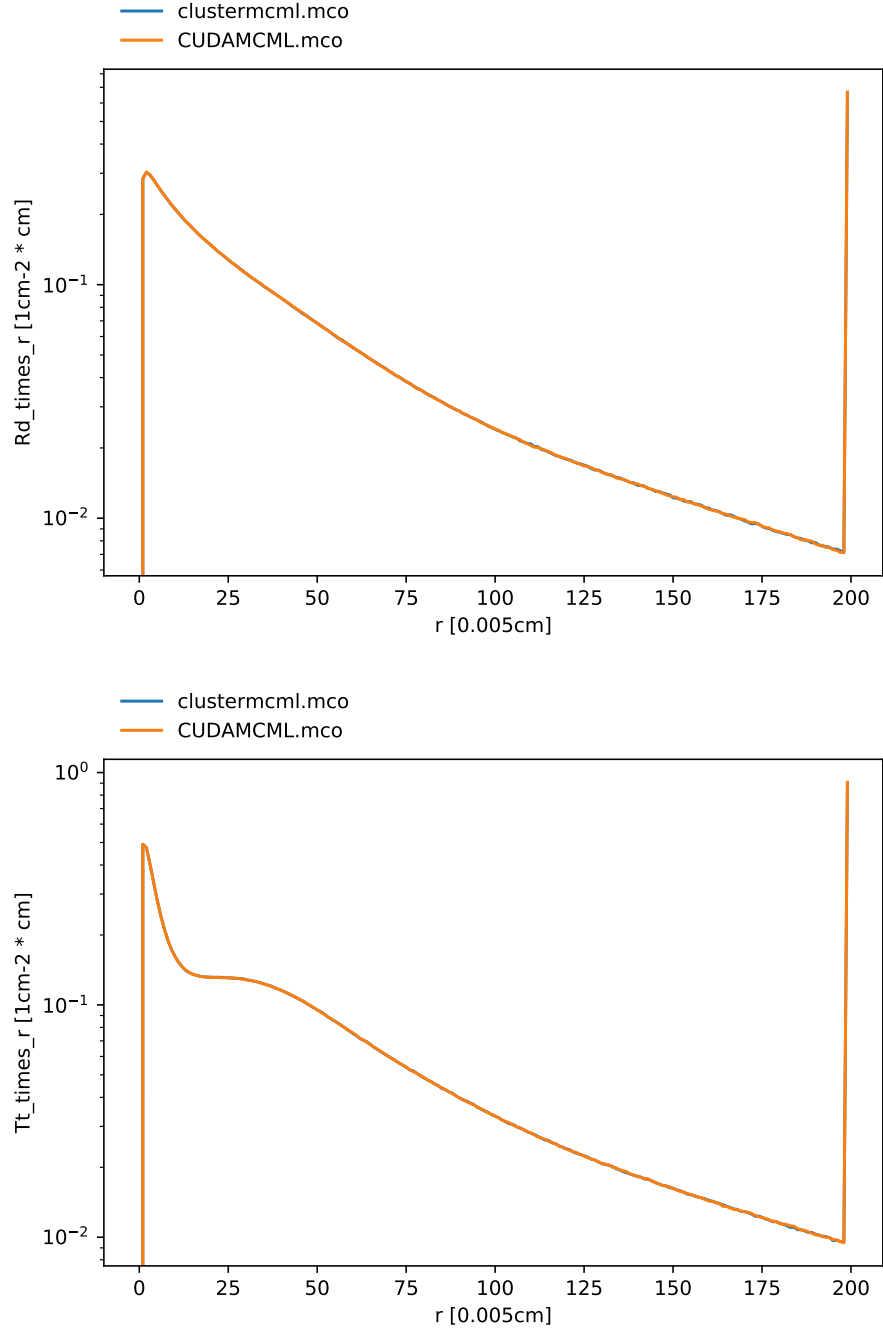 clustermcml.mco
CUDAMCML.mco
Rd_times_r [1cm-2 * cm]
10⁻¹
10⁻²
0 25 50 75 100 125 150 175 200
r [0.005cm]
clustermcml.mco
CUDAMCML.mco
Tt_times_r [1cm-2 * cm]
10⁰
10⁻¹
10⁻²
0 25 50 75 100 125 150 175 200
r [0.005cm]